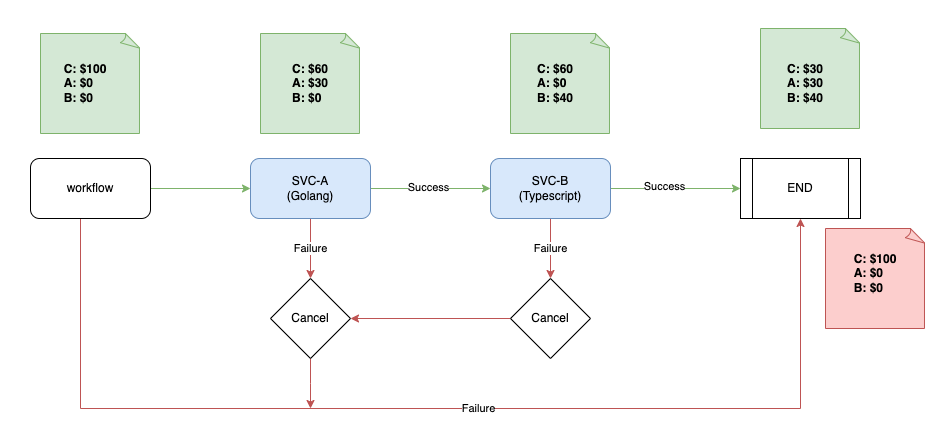 C: $100
A: $0
B: $0
C: $60
A: $30
B: $0
C: $60
A: $0
B: $40
C: $30
A: $30
B: $40
workflow
SVC-A
(Golang)
Success
SVC-B
(Typescript)
Success
END
Failure
Failure
C: $100
A: $0
B: $0
Cancel
Cancel
Failure